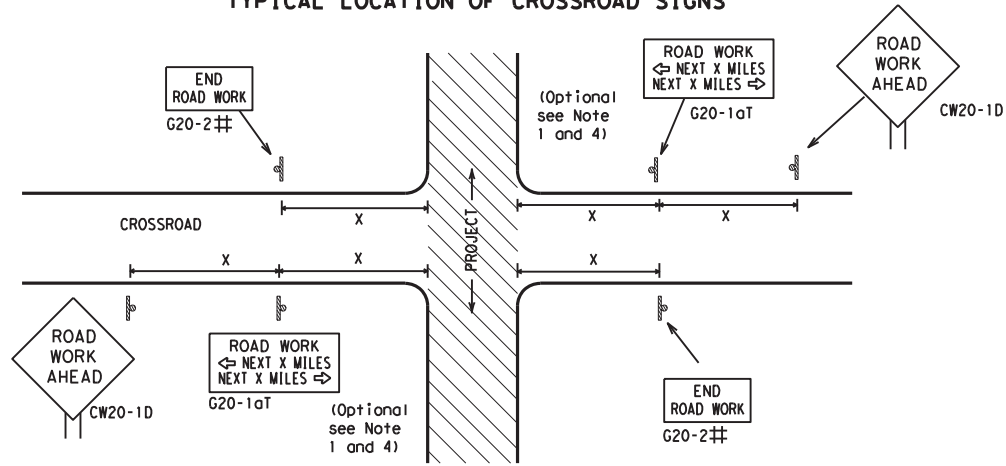 TYPICAL LOCATION OF CROSSROAD SIGNS
END
ROAD WORK
G20-2#
ROAD WORK
⇦ NEXT X MILES
NEXT X MILES ⇨
G20-1aT
(Optional
see Note
1 and 4)
ROAD
WORK
AHEAD
CW20-1D
X
X
X
CROSSROAD
PROJECT
X
X
X
ROAD
WORK
AHEAD
CW20-1D
ROAD WORK
⇦ NEXT X MILES
NEXT X MILES ⇨
G20-1aT
(Optional
see Note
1 and 4)
END
ROAD WORK
G20-2#